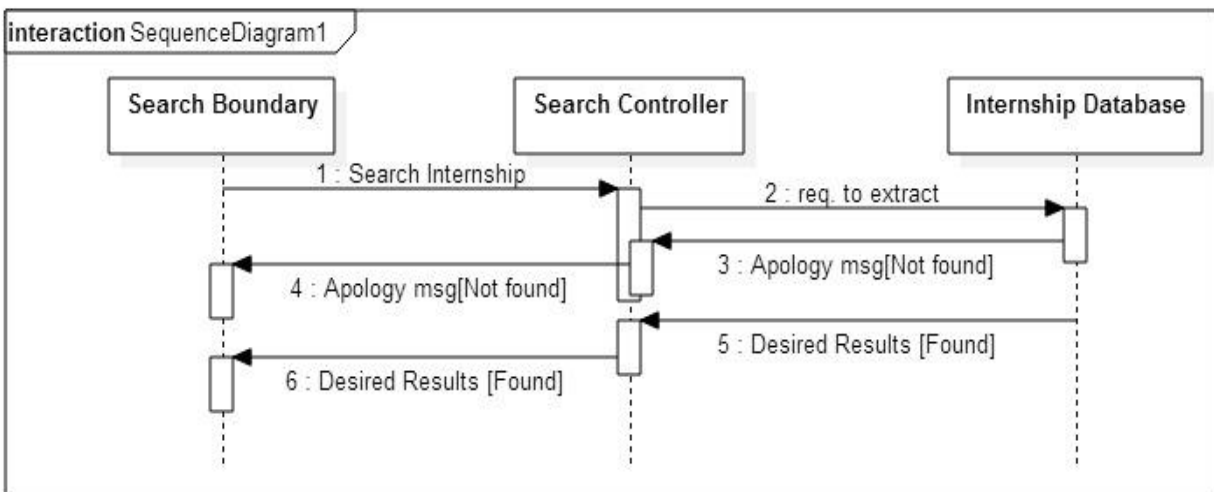 interaction SequenceDiagram1
Search Boundary
Search Controller
Internship Database
1 : Search Internship
2 : req. to extract
3 : Apology msg[Not found]
4 : Apology msg[Not found]
5 : Desired Results [Found]
6 : Desired Results [Found]